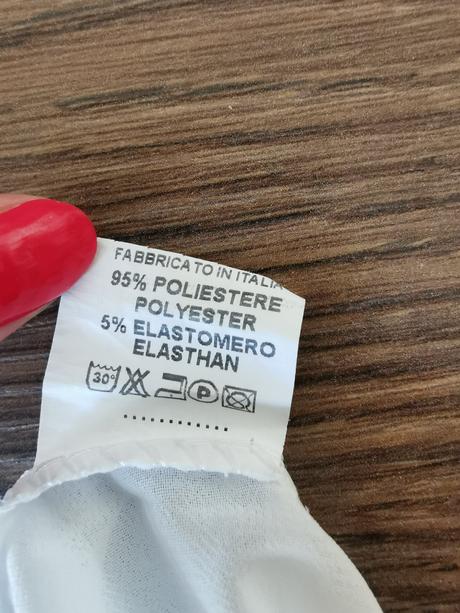 FABBRICATO IN ITALIA
95% POLIESTERE
POLYESTER
5% ELASTOMERO
ELASTHAN
30° P
............